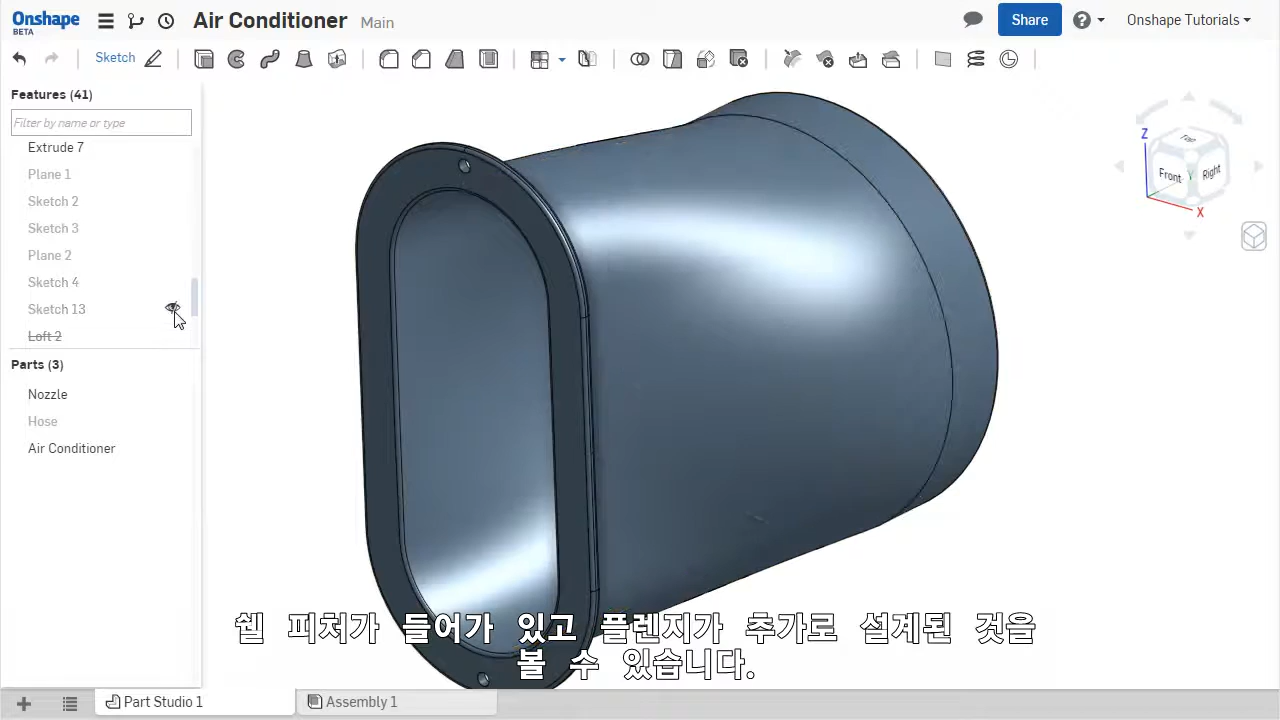 Onshape
BETA
Air Conditioner
Main
Share
Onshape Tutorials
Sketch
Features (41)
Filter by name or type
Extrude 7
Plane 1
Sketch 2
Sketch 3
Plane 2
Sketch 4
Sketch 13
Loft 2
Parts (3)
Nozzle
Hose
Air Conditioner
Z
Top
Front
Y
Right
X
쉘 피처가 들어가 있고 플렌지가 추가로 설계된 것을
볼 수 있습니다.
Part Studio 1
Assembly 1